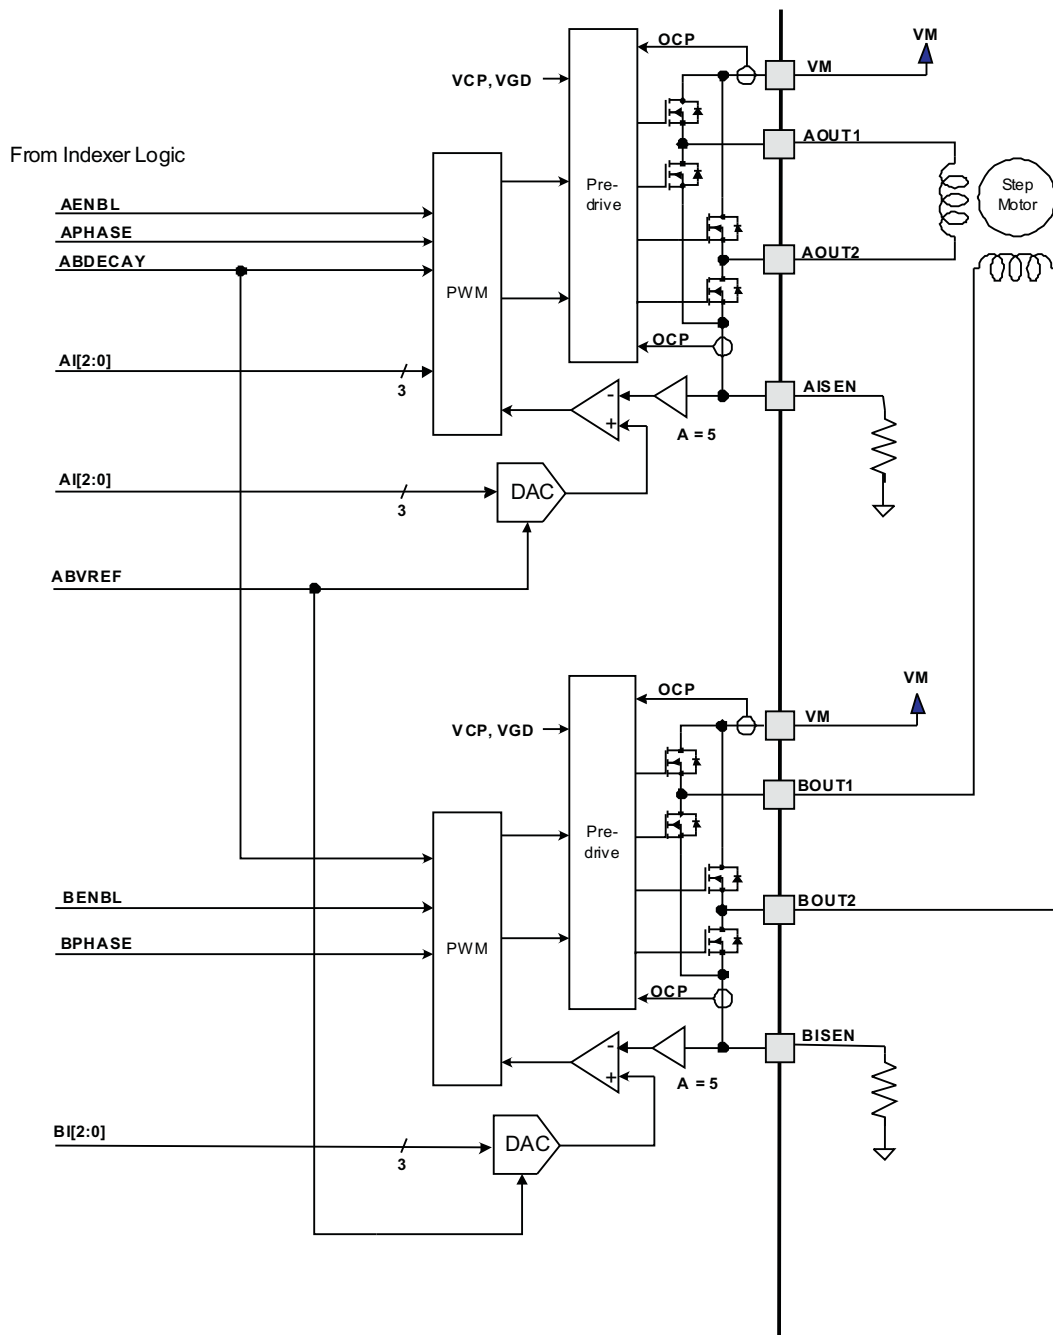 OCP
VM
VM
VCP, VGD
AOUT1
From Indexer Logic
Pre-
drive
Step
Motor
AENBL
APHASE
ABDECAY
AOUT2
PWM
OCP
AI[2:0]
3
AISEN
-
+
A = 5
AI[2:0]
3
DAC
ABVREF
OCP
VM
VM
VCP, VGD
BOUT1
Pre-
drive
BENBL
BOUT2
BPHASE
PWM
OCP
BISEN
-
+
A = 5
BI[2:0]
3
DAC